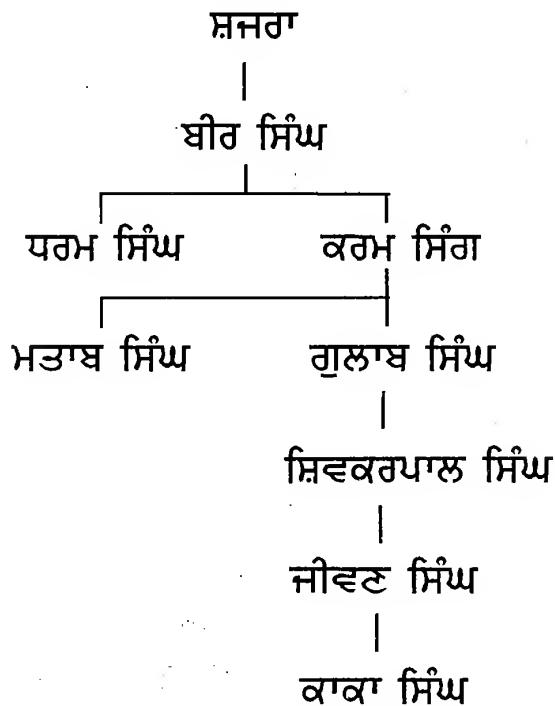 ਸ਼ਜਰਾ
ਬੀਰ ਸਿੰਘ
ਧਰਮ ਸਿੰਘ ਕਰਮ ਸਿੰਗ
ਮਤਾਬ ਸਿੰਘ ਗੁਲਾਬ ਸਿੰਘ
ਸ਼ਿਵਕਰਪਾਲ ਸਿੰਘ
ਜੀਵਣ ਸਿੰਘ
ਕਾਕਾ ਸਿੰਘ